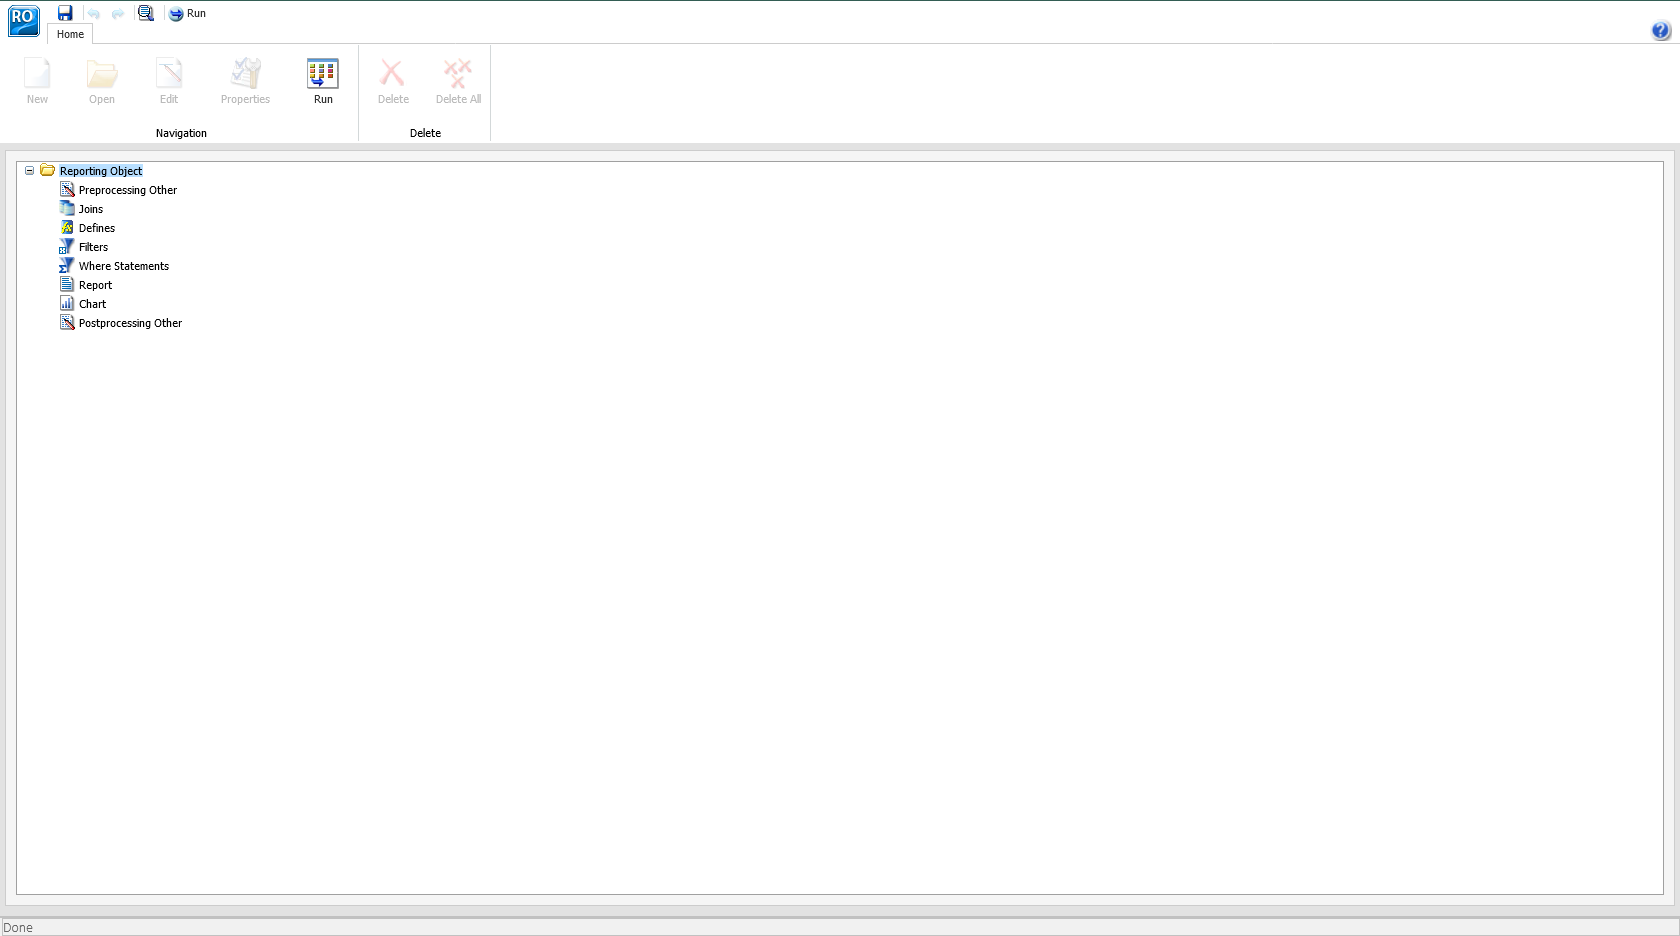 RO
Run
Home
New
Open
Edit
Properties
Run
Delete
Delete All
Navigation
Delete
Reporting Object
Preprocessing Other
Joins
Defines
Filters
Where Statements
Report
Chart
Postprocessing Other
Done